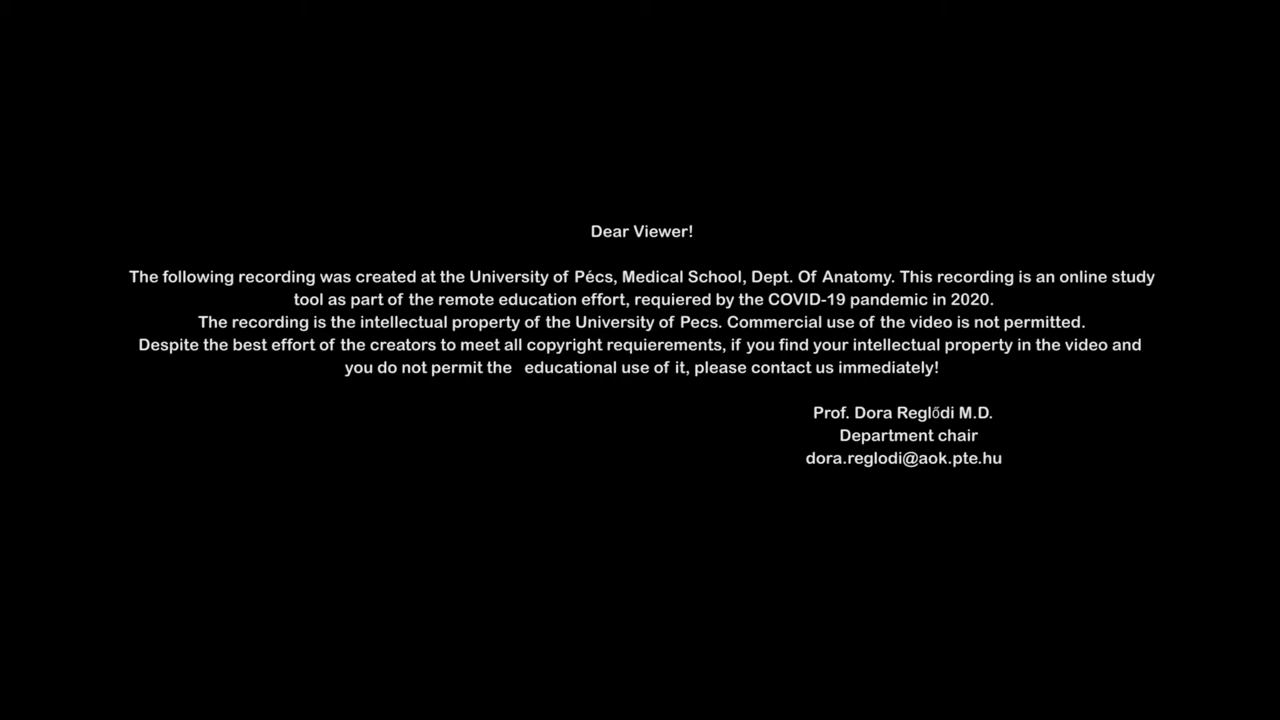 Dear Viewer!
The following recording was created at the University of Pécs, Medical School, Dept. Of Anatomy. This recording is an online study
tool as part of the remote education effort, requiered by the COVID-19 pandemic in 2020.
The recording is the intellectual property of the University of Pecs. Commercial use of the video is not permitted.
Despite the best effort of the creators to meet all copyright requierements, if you find your intellectual property in the video and
you do not permit the educational use of it, please contact us immediately!
Prof. Dora Reglődi M.D.
Department chair
dora.reglodi@aok.pte.hu